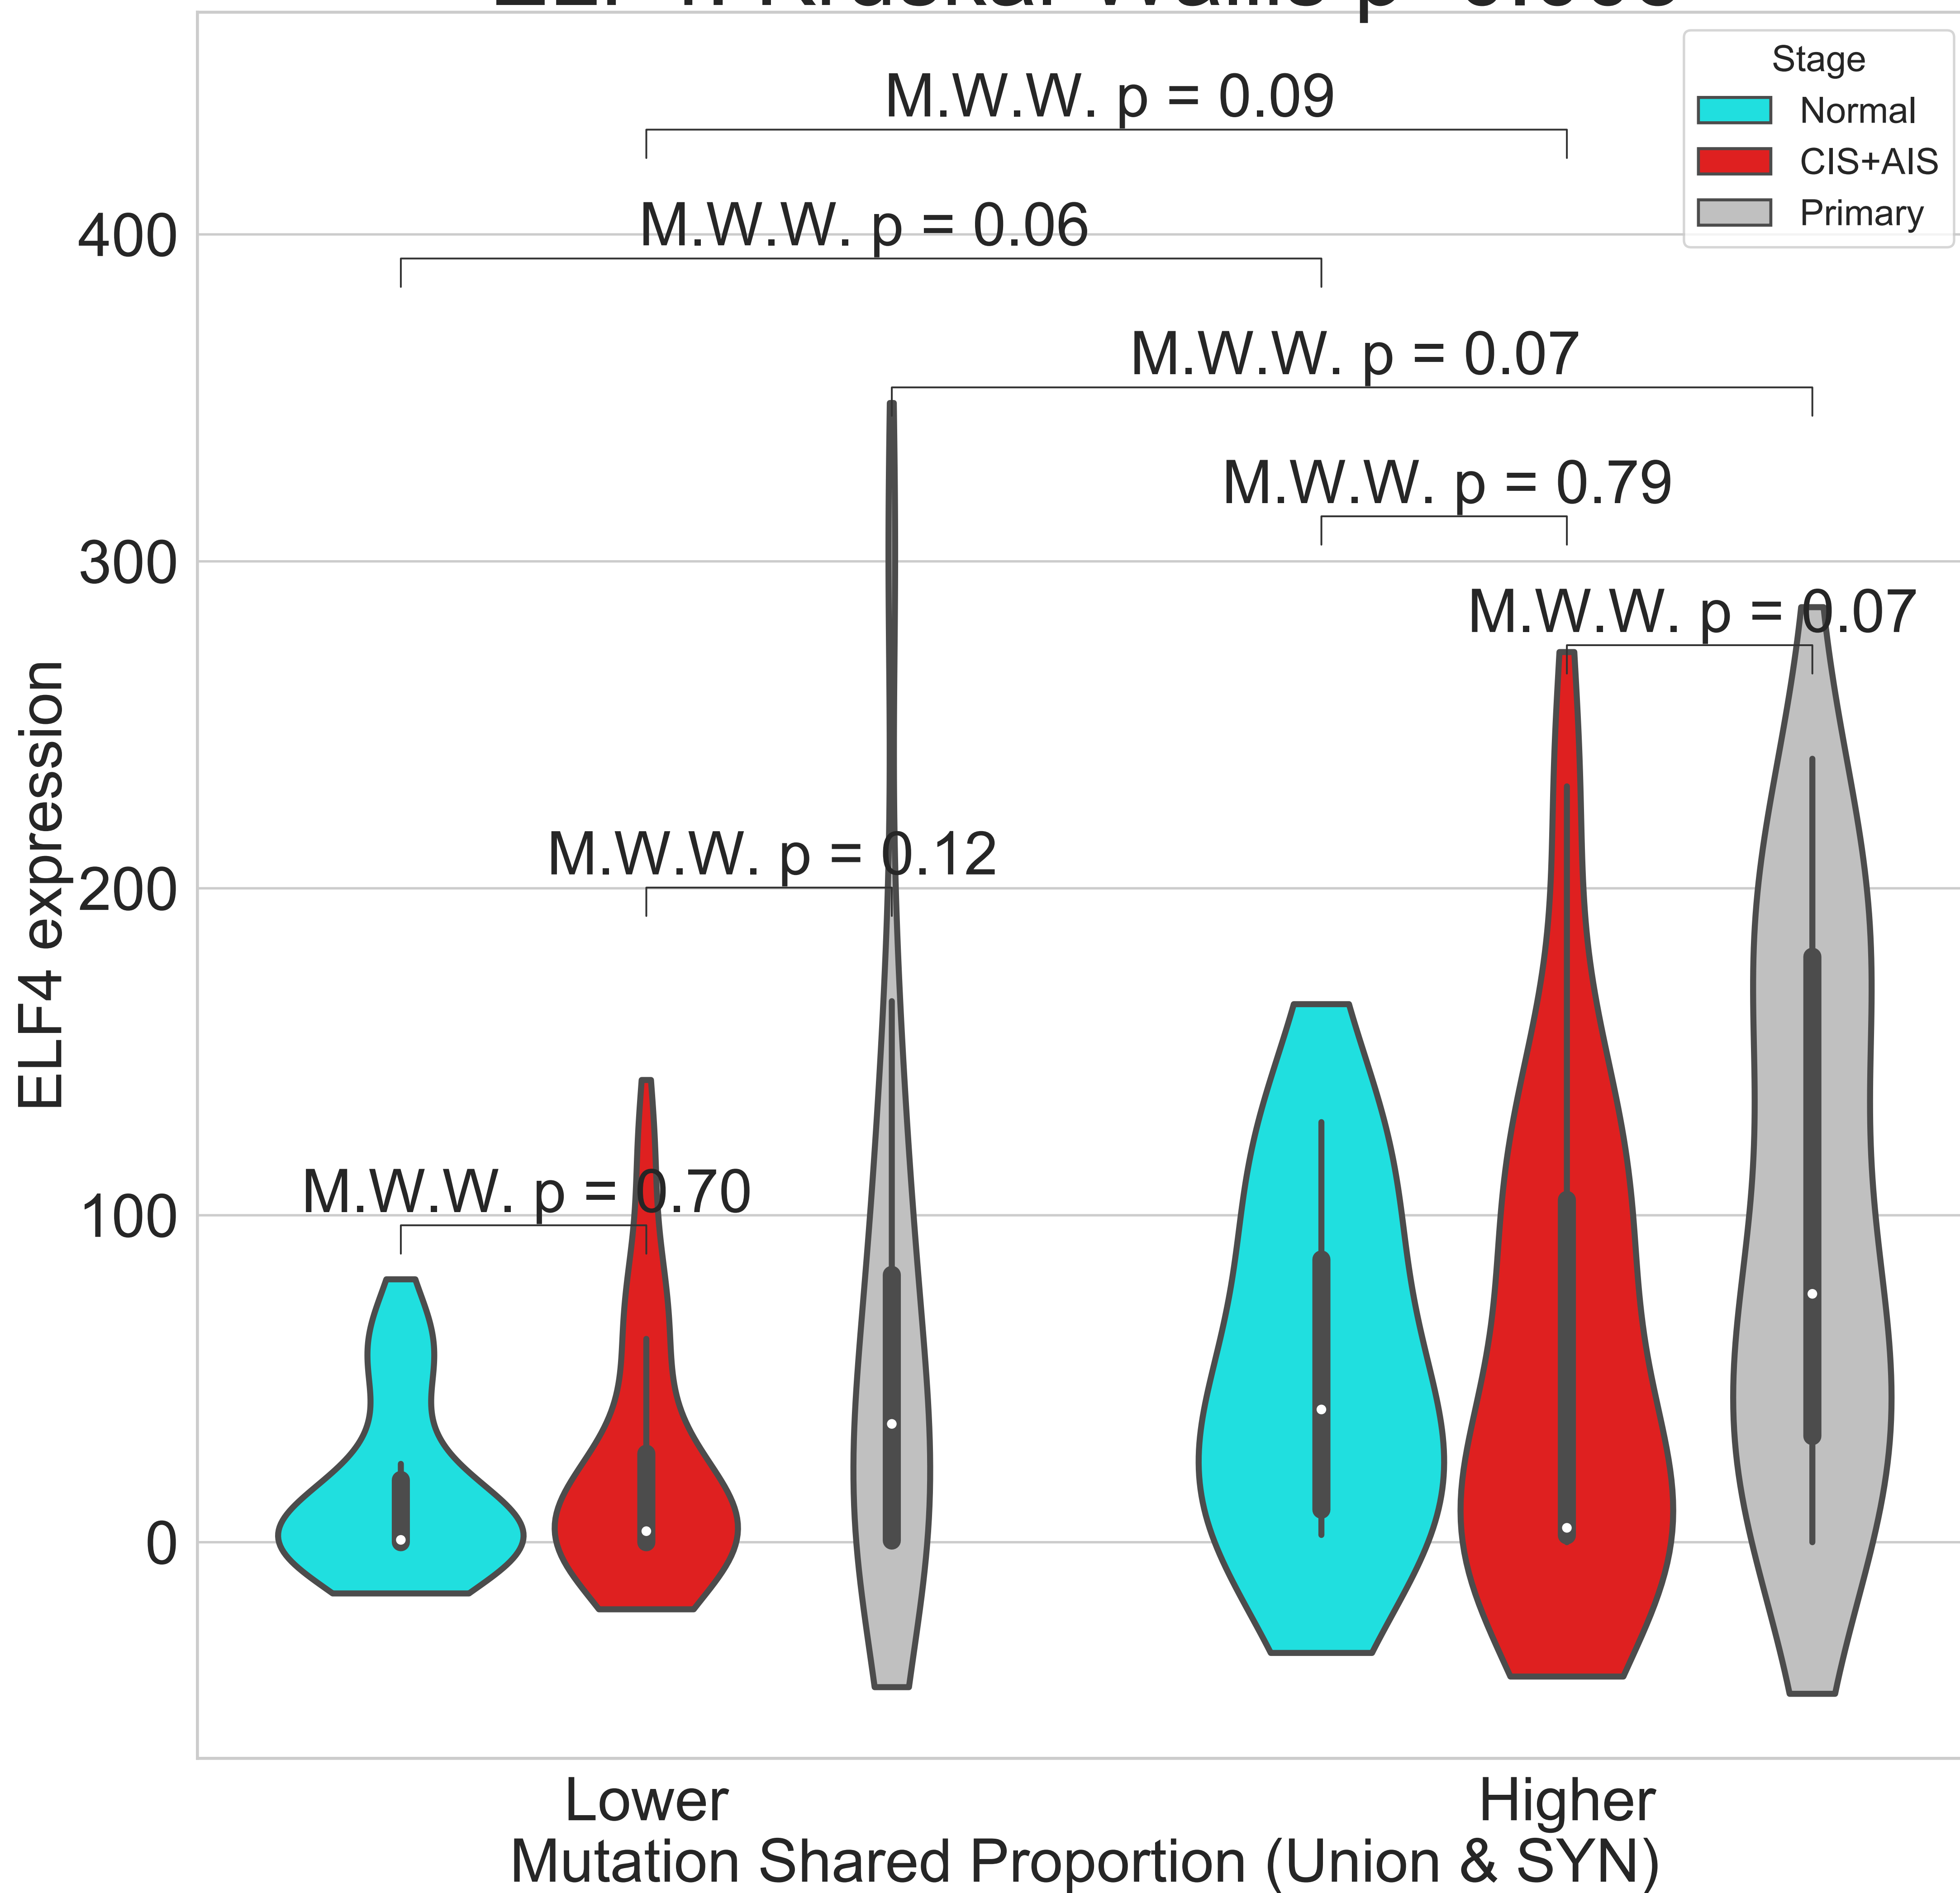 Stage
Normal
CIS+AIS
Primary
M.W.W. p = 0.09
M.W.W. p = 0.06
M.W.W. p = 0.07
M.W.W. p = 0.79
M.W.W. p = 0.07
M.W.W. p = 0.12
M.W.W. p = 0.70
400
300
200
100
0
ELF4 expression
Lower
Higher
Mutation Shared Proportion (Union & SYN)